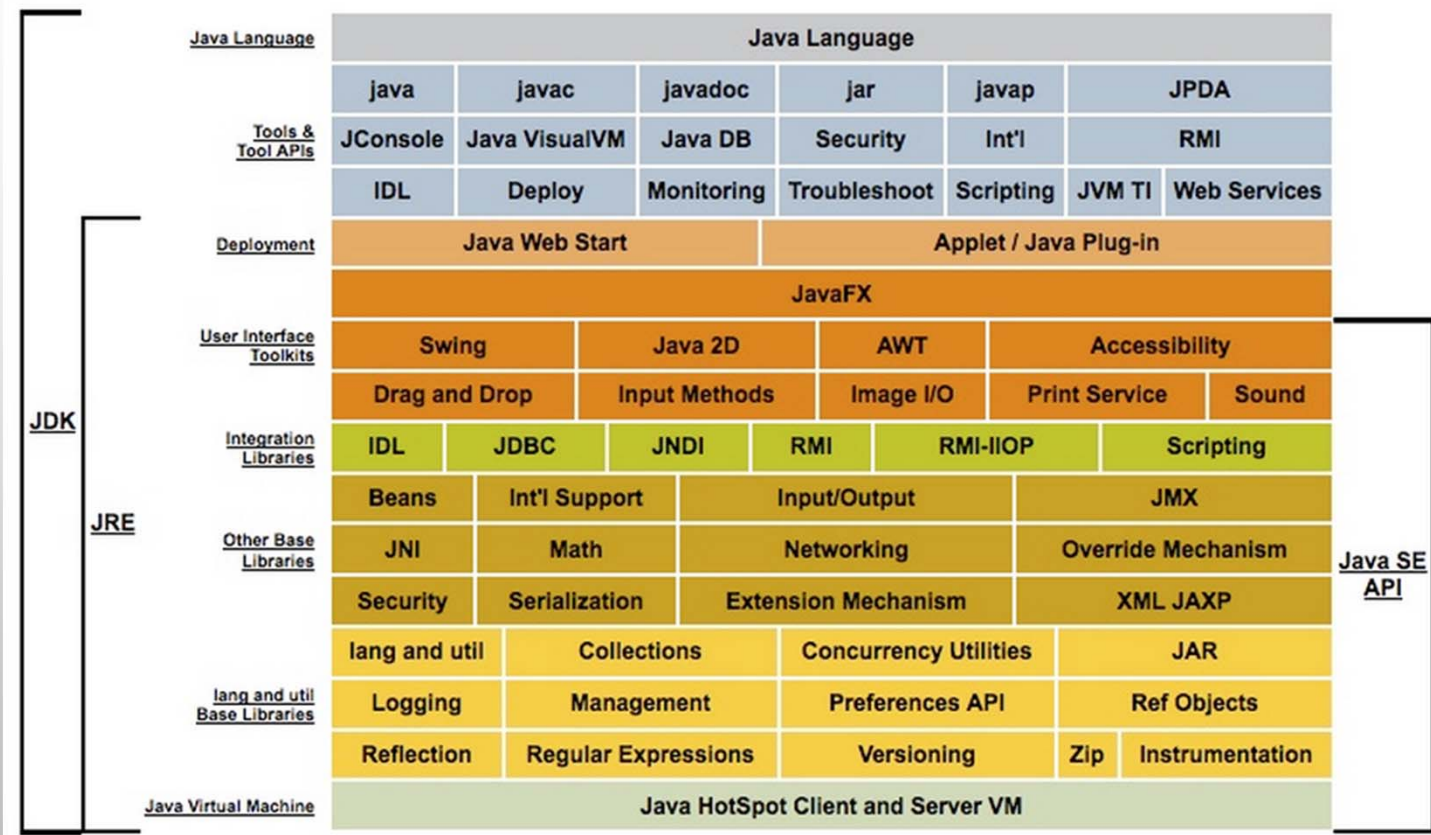 Java Language
Java Language
java javac javadoc jar javap JPDA
Tools &
Tool APIs
JConsole Java VisualVM Java DB Security Int'l RMI
IDL Deploy Monitoring Troubleshoot Scripting JVM TI Web Services
Deployment
Java Web Start Applet / Java Plug-in
JavaFX
User Interface
Toolkits
Swing Java 2D AWT Accessibility
Drag and Drop Input Methods Image I/O Print Service Sound
JDK
Integration
Libraries
IDL JDBC JNDI RMI RMI-IIOP Scripting
Beans Int'l Support Input/Output JMX
JRE
Other Base
Libraries
JNI Math Networking Override Mechanism
Java SE
API
Security Serialization Extension Mechanism XML JAXP
lang and util Collections Concurrency Utilities JAR
lang and util
Base Libraries
Logging Management Preferences API Ref Objects
Reflection Regular Expressions Versioning Zip Instrumentation
Java Virtual Machine
Java HotSpot Client and Server VM